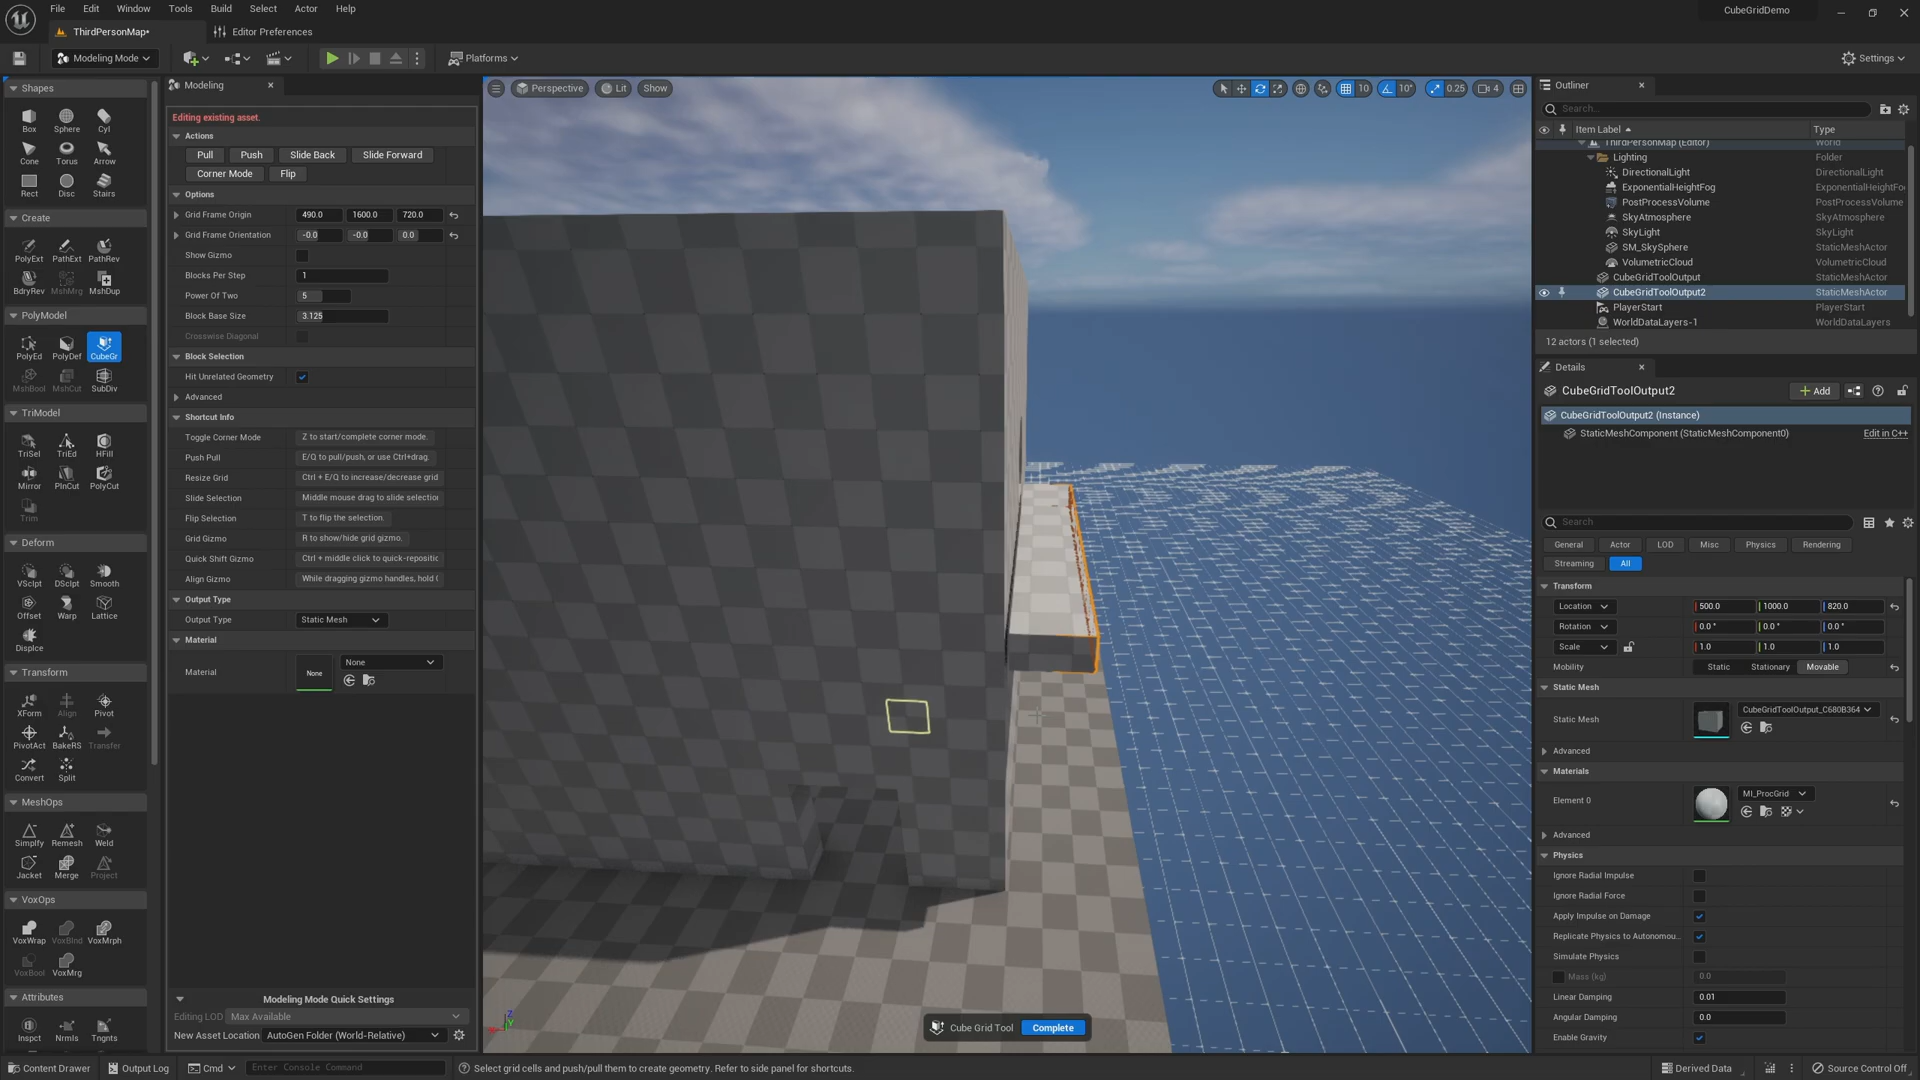 File Edit Window Tools Build Select Actor Help
CubeGridDemo
ThirdPersonMap•
Editor Preferences
Modeling Mode
Platforms
Settings
Shapes
Box Sphere Cyl
Cone Torus Arrow
Rect Disc Stairs
Create
PolyExt PathExt PathRev
BdryRev MshMrg MshDup
PolyModel
PolyEd PolyDef CubeGr
MshBool MshCut SubDiv
TriModel
TriSel TriEd HFill
Mirror PlnCut PolyCut
Trim
Deform
VSclpt DSclpt Smooth
Offset Warp Lattice
Displce
Transform
XForm Align Pivot
PivotAct BakeRS Transfer
Convert Split
MeshOps
Simplfy Remesh Weld
Jacket Merge Project
VoxOps
VoxWrap VoxBlnd VoxMrph
VoxBool VoxMrg
Attributes
Inspct Nrmls Tngnts
Modeling
Editing existing asset.
Actions
Pull Push Slide Back Slide Forward
Corner Mode Flip
Options
Grid Frame Origin 490.0 1600.0 720.0
Grid Frame Orientation -0.0 -0.0 0.0
Show Gizmo
Blocks Per Step 1
Power Of Two 5
Block Base Size 3.125
Crosswise Diagonal
Block Selection
Hit Unrelated Geometry
Advanced
Shortcut Info
Toggle Corner Mode Z to start/complete corner mode.
Push Pull E/Q to pull/push, or use Ctrl+drag.
Resize Grid Ctrl + E/Q to increase/decrease grid
Slide Selection Middle mouse drag to slide selection
Flip Selection T to flip the selection.
Grid Gizmo R to show/hide grid gizmo.
Quick Shift Gizmo Ctrl + middle click to quick-repositic
Align Gizmo While dragging gizmo handles, hold
Output Type
Output Type Static Mesh
Material
Material None None
Modeling Mode Quick Settings
Editing LOD Max Available
New Asset Location AutoGen Folder (World-Relative)
Perspective Lit Show
10 10° 0.25 4
Cube Grid Tool Complete
Outliner
Search...
Item Label Type
ThirdPersonMap (Editor) World
Lighting Folder
DirectionalLight DirectionalLight
ExponentialHeightFog ExponentialHeightFo
PostProcessVolume PostProcessVolume
SkyAtmosphere SkyAtmosphere
SkyLight SkyLight
SM_SkySphere StaticMeshActor
VolumetricCloud VolumetricCloud
CubeGridToolOutput StaticMeshActor
CubeGridToolOutput2 StaticMeshActor
PlayerStart PlayerStart
WorldDataLayers-1 WorldDataLayers
12 actors (1 selected)
Details
CubeGridToolOutput2
Add
CubeGridToolOutput2 (Instance)
StaticMeshComponent (StaticMeshComponent0) Edit in C++
Search
General Actor LOD Misc Physics Rendering
Streaming All
Transform
Location 500.0 1000.0 820.0
Rotation 0.0 ° 0.0 ° 0.0 °
Scale 1.0 1.0 1.0
Mobility Static Stationary Movable
Static Mesh
Static Mesh CubeGridToolOutput_C680B364
Advanced
Materials
Element 0 MI_ProcGrid
Advanced
Physics
Ignore Radial Impulse
Ignore Radial Force
Apply Impulse on Damage
Replicate Physics to Autonomou...
Simulate Physics
Mass (kg) 0.0
Linear Damping 0.01
Angular Damping 0.0
Enable Gravity
Content Drawer Output Log Cmd Enter Console Command
Select grid cells and push/pull them to create geometry. Refer to side panel for shortcuts.
Derived Data Source Control Off